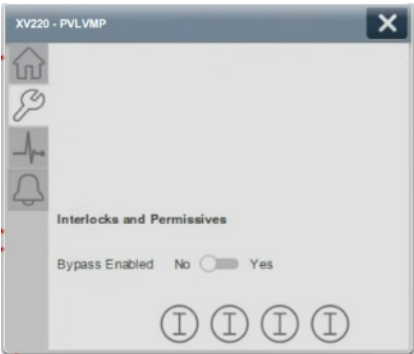 XV220 - PVLVMP
Interlocks and Permissives
Bypass Enabled No Yes
I I I I